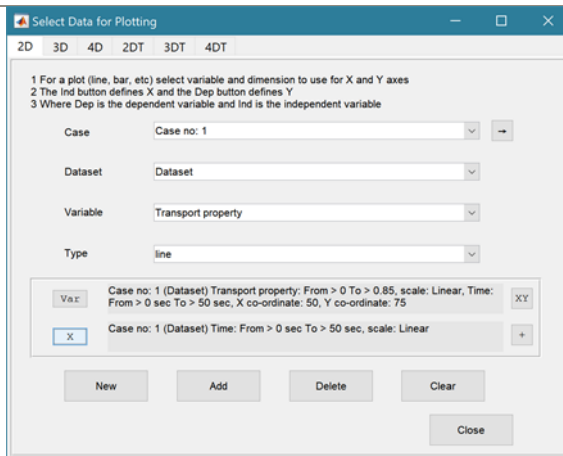 Select Data for Plotting
2D 3D 4D 2DT 3DT 4DT
1 For a plot (line, bar, etc) select variable and dimension to use for X and Y axes
2 The Ind button defines X and the Dep button defines Y
3 Where Dep is the dependent variable and Ind is the independent variable
Case Case no: 1 →
Dataset Dataset
Variable Transport property
Type line
Var Case no: 1 (Dataset) Transport property: From > 0 To > 0.85, scale: Linear, Time: XY
From > 0 sec To > 50 sec, X co-ordinate: 50, Y co-ordinate: 75
X Case no: 1 (Dataset) Time: From > 0 sec To > 50 sec, scale: Linear +
New Add Delete Clear
Close